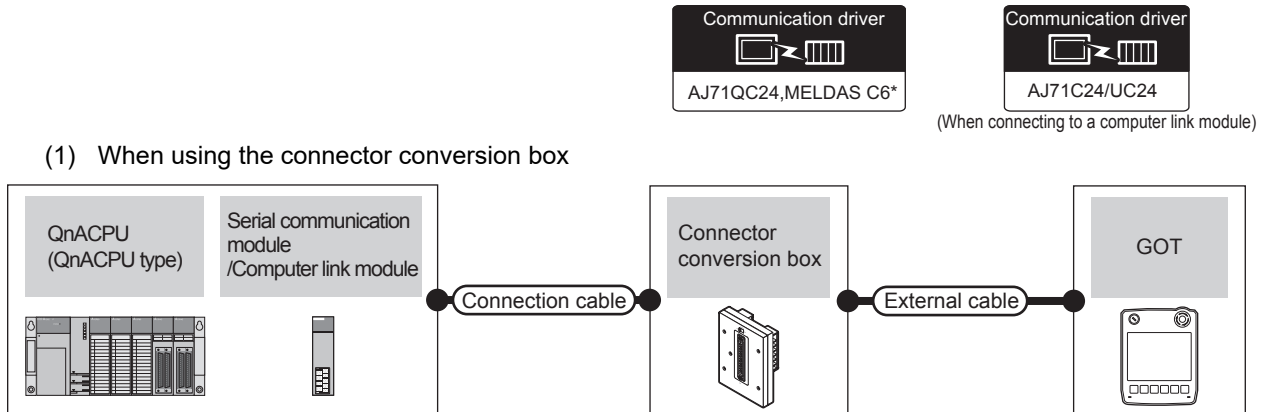 Communication driver
AJ71QC24,MELDAS C6*
Communication driver
AJ71C24/UC24
(When connecting to a computer link module)
(1) When using the connector conversion box
QnACPU
(QnACPU type)
Serial communication
module
/Computer link module
Connection cable
Connector
conversion box
External cable
GOT